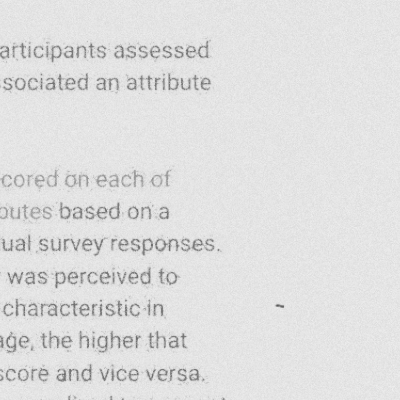 articipants assessed
ssociated an attribute
cored on each of
butes based on a
ual survey responses.
was perceived to
characteristic in
age, the higher that
score and vice versa.